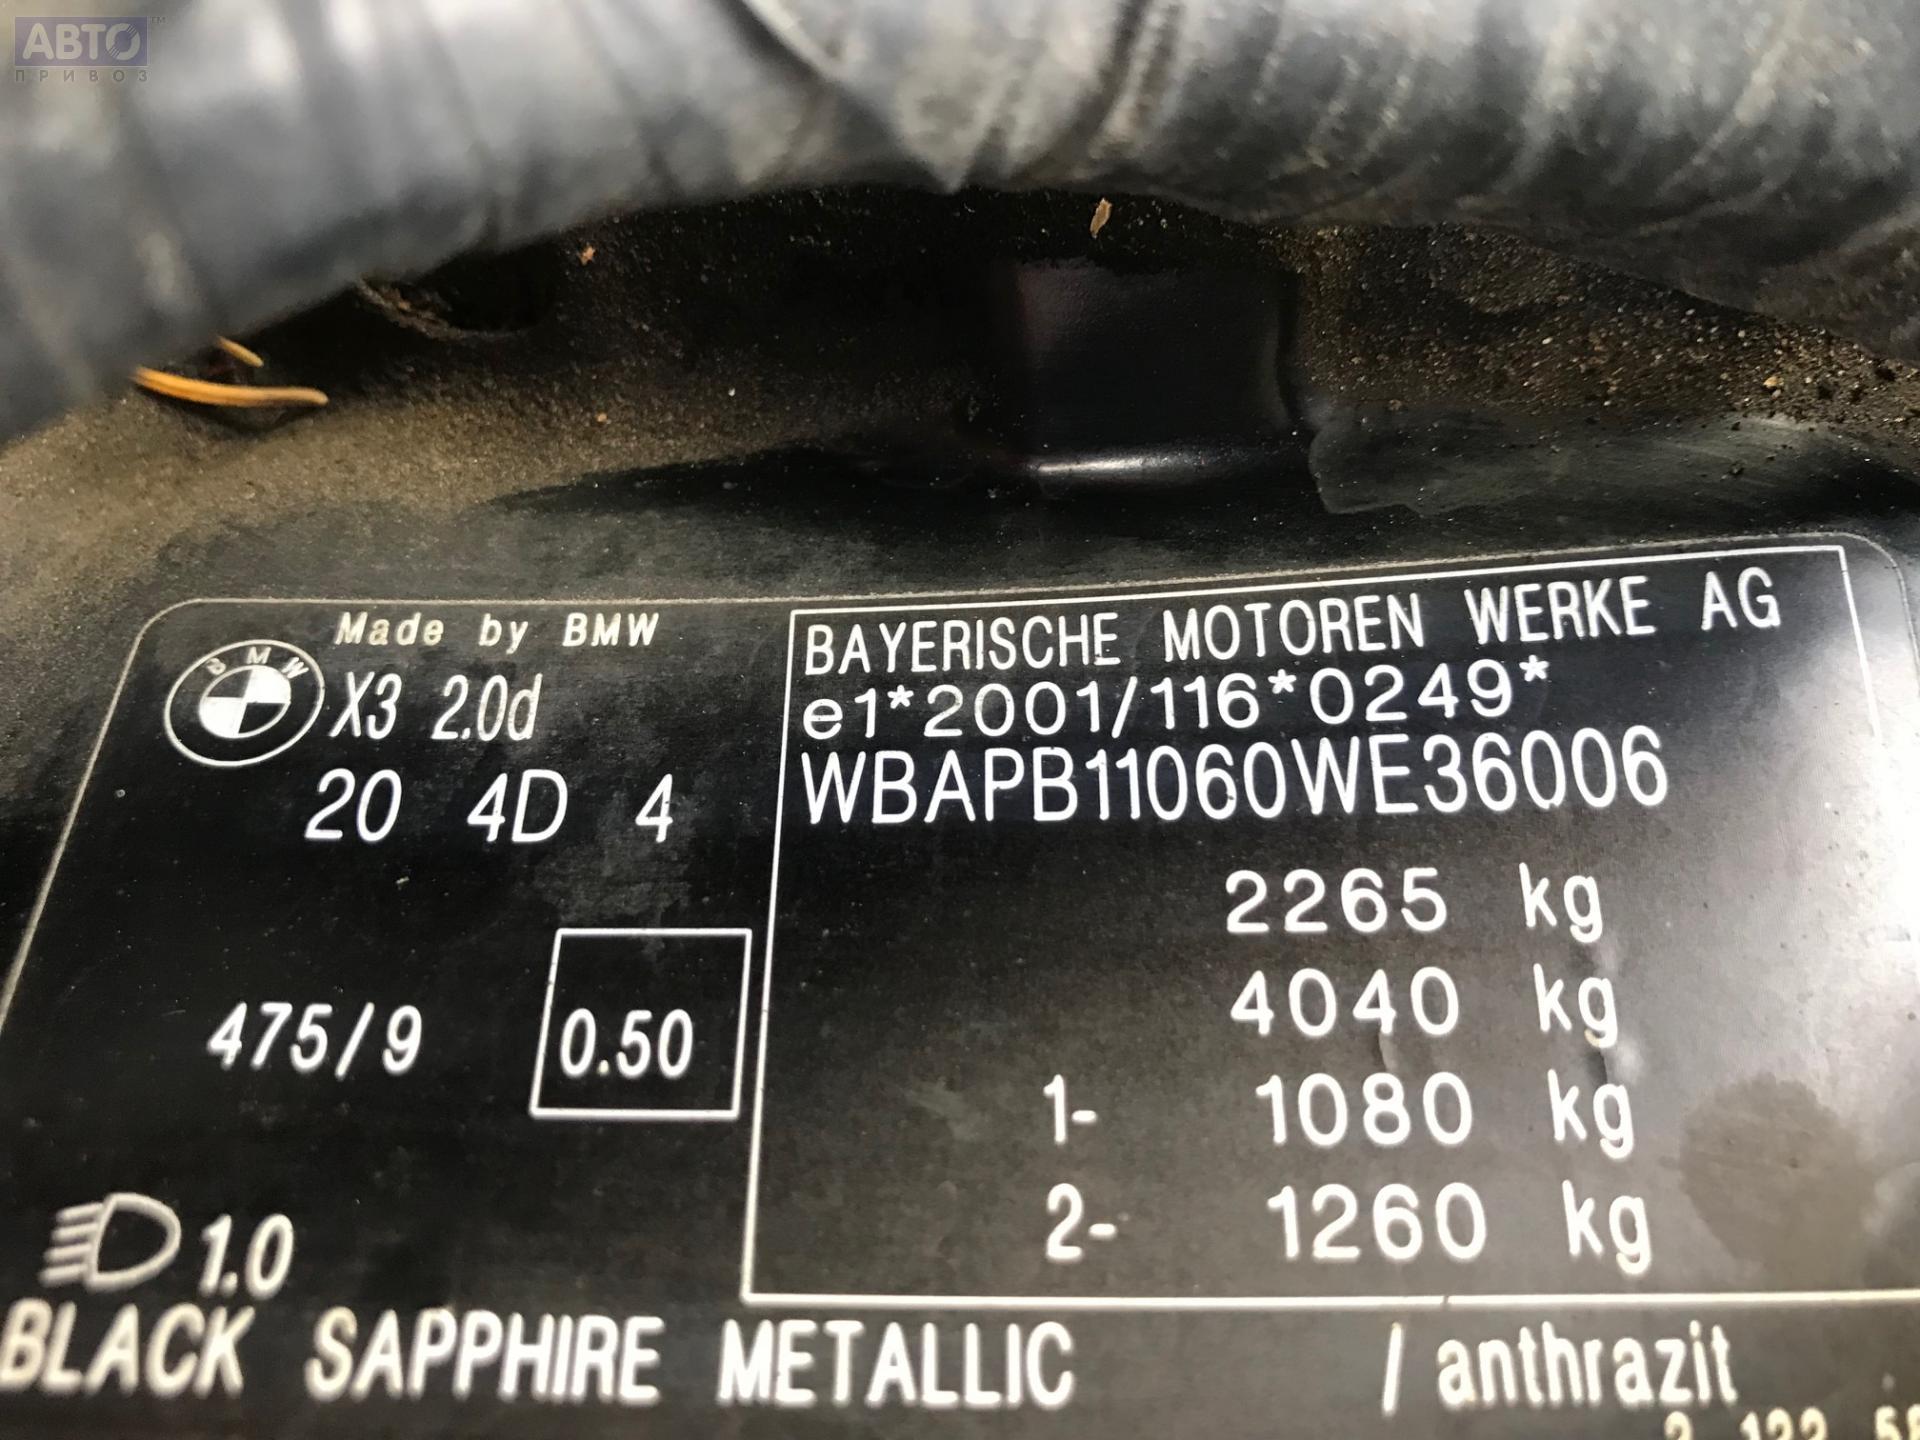 АВТО™
ПРИВОЗ
Made by BMW
BMW
X3 2.0d
20 4D 4
475/9
0.50
1.0
BAYERISCHE MOTOREN WERKE AG
e1*2001/116*0249*
WBAPB11060WE36006
2265 kg
4040 kg
1- 1080 kg
2- 1260 kg
BLACK SAPPHIRE METALLIC / anthrazit